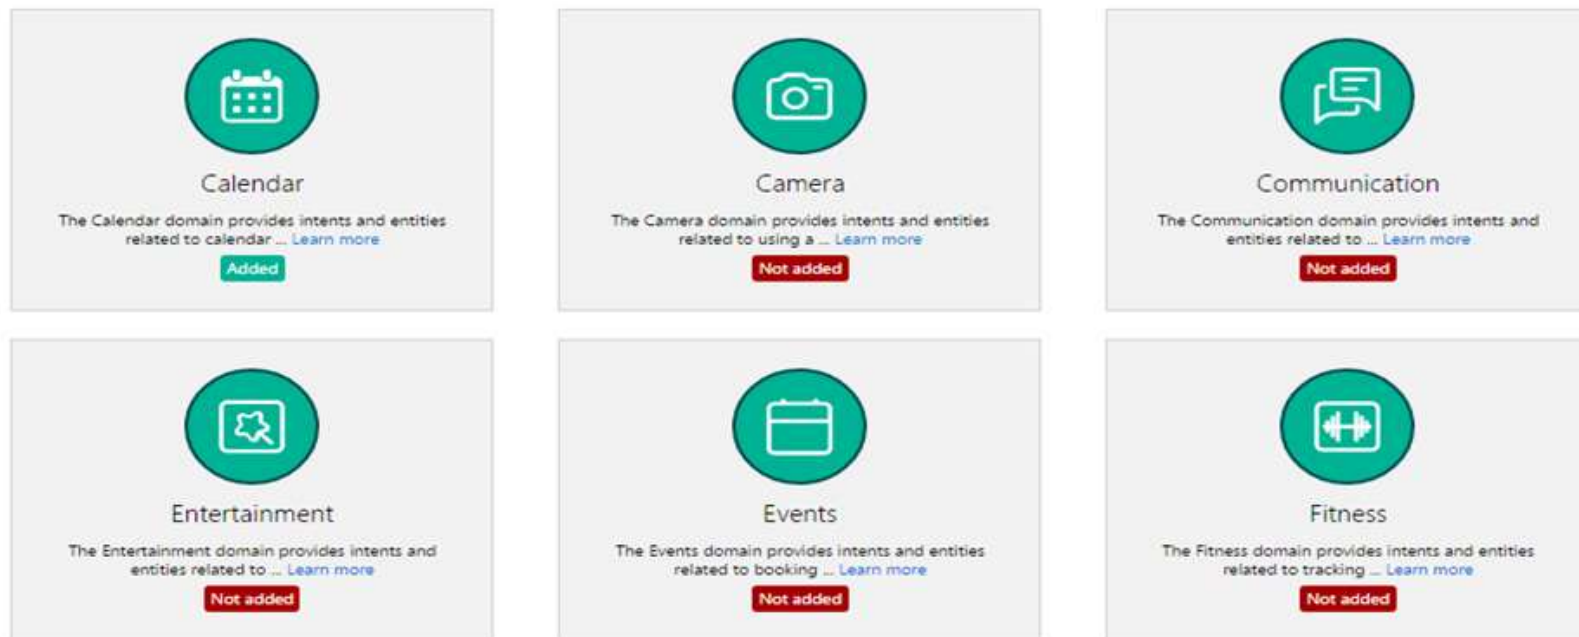 Calendar
The Calendar domain provides intents and entities
related to calendar ... Learn more
Added
Camera
The Camera domain provides intents and entities
related to using a ... Learn more
Not added
Communication
The Communication domain provides intents and
entities related to ... Learn more
Not added
Entertainment
The Entertainment domain provides intents and
entities related to ... Learn more
Not added
Events
The Events domain provides intents and entities
related to booking ... Learn more
Not added
Fitness
The Fitness domain provides intents and entities
related to tracking ... Learn more
Not added